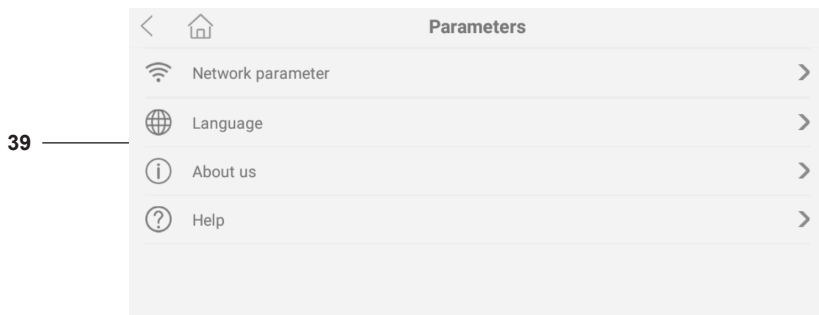 Parameters
Network parameter
Language
39
About us
Help